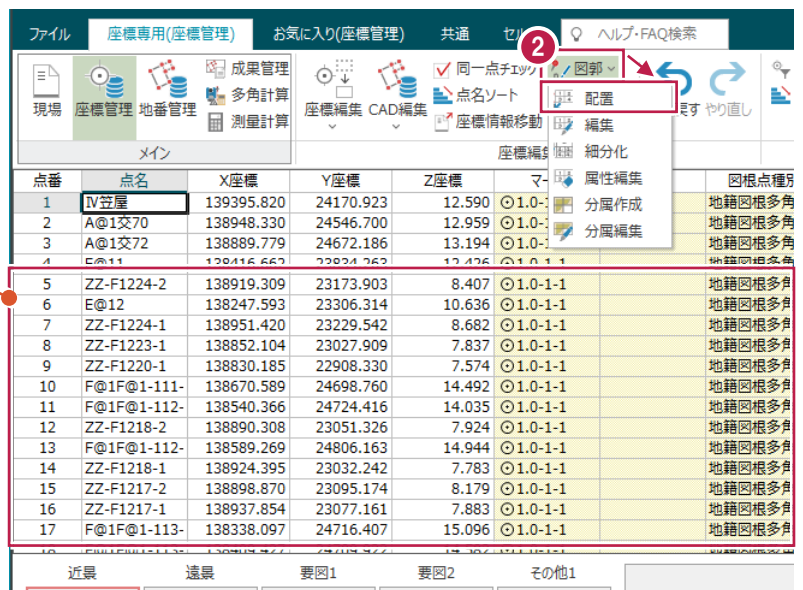 ファイル 座標専用(座標管理) お気に入り(座標管理) 共通 ヘルプ・FAQ検索
2
成果管理 同一点チェック 図郭
多角計算 点名ソート
現場 座標管理 地番管理 測量計算 座標編集 CAD編集 座標情報移動 戻す やり直し
メイン 座標編集
配置
編集
細分化
属性編集
分属作成
分属編集
点番 点名 X座標 Y座標 Z座標 マー 図根点種別
1 Ⅳ笠屋 139395.820 24170.923 12.590 ⊙1.0-1 地籍図根多角
2 A@1交70 138948.330 24546.700 12.959 ⊙1.0-1 地籍図根多角
3 A@1交72 138889.779 24672.186 13.194 ⊙1.0-1 地籍図根多角
4 E@11 138416.662 23834.263 12.426 ⊙1.0-1-1 地籍図根多角
5 ZZ-F1224-2 138919.309 23173.903 8.407 ⊙1.0-1-1 地籍図根多角
6 E@12 138247.593 23306.314 10.636 ⊙1.0-1-1 地籍図根多角
7 ZZ-F1224-1 138951.420 23229.542 8.682 ⊙1.0-1-1 地籍図根多角
8 ZZ-F1223-1 138852.104 23027.909 7.837 ⊙1.0-1-1 地籍図根多角
9 ZZ-F1220-1 138830.185 22908.330 7.574 ⊙1.0-1-1 地籍図根多角
10 F@1F@1-111- 138670.589 24698.760 14.492 ⊙1.0-1-1 地籍図根多角
11 F@1F@1-112- 138540.366 24724.416 14.035 ⊙1.0-1-1 地籍図根多角
12 ZZ-F1218-2 138890.308 23051.326 7.924 ⊙1.0-1-1 地籍図根多角
13 F@1F@1-112- 138589.269 24806.163 14.944 ⊙1.0-1-1 地籍図根多角
14 ZZ-F1218-1 138924.395 23032.242 7.783 ⊙1.0-1-1 地籍図根多角
15 ZZ-F1217-2 138898.870 23095.174 8.179 ⊙1.0-1-1 地籍図根多角
16 ZZ-F1217-1 138937.854 23077.161 7.883 ⊙1.0-1-1 地籍図根多角
17 F@1F@1-113- 138338.097 24716.407 15.096 ⊙1.0-1-1 地籍図根多角
近景 遠景 要図1 要図2 その他1